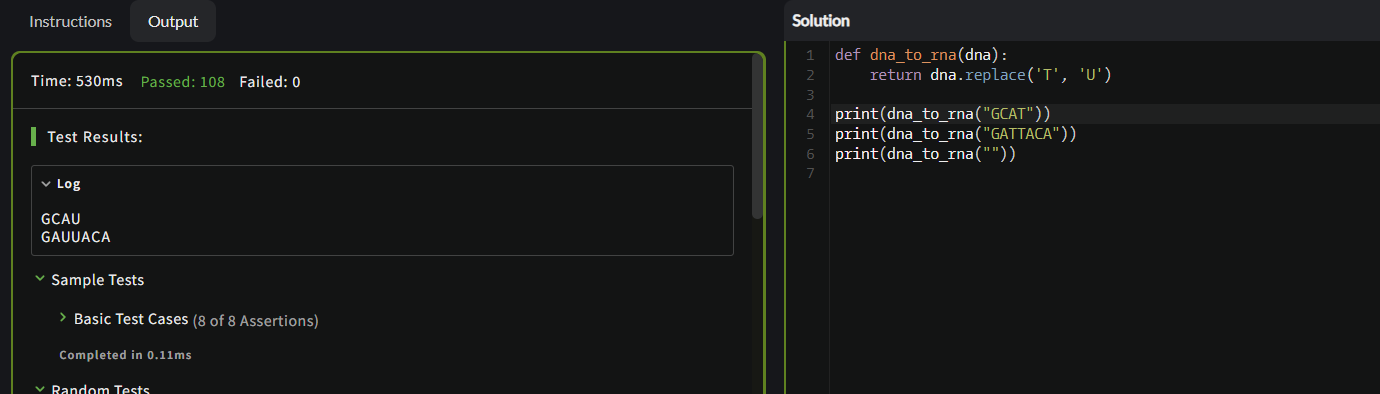 Instructions Output
Time: 530ms Passed: 108 Failed: 0
Test Results:
Log
GCAU
GAUUACA
Sample Tests
Basic Test Cases (8 of 8 Assertions)
Completed in 0.11ms
Random Tests
Solution
1 def dna_to_rna(dna):
2     return dna.replace('T', 'U')
3
4 print(dna_to_rna("GCAT"))
5 print(dna_to_rna("GATTACA"))
6 print(dna_to_rna(""))
7